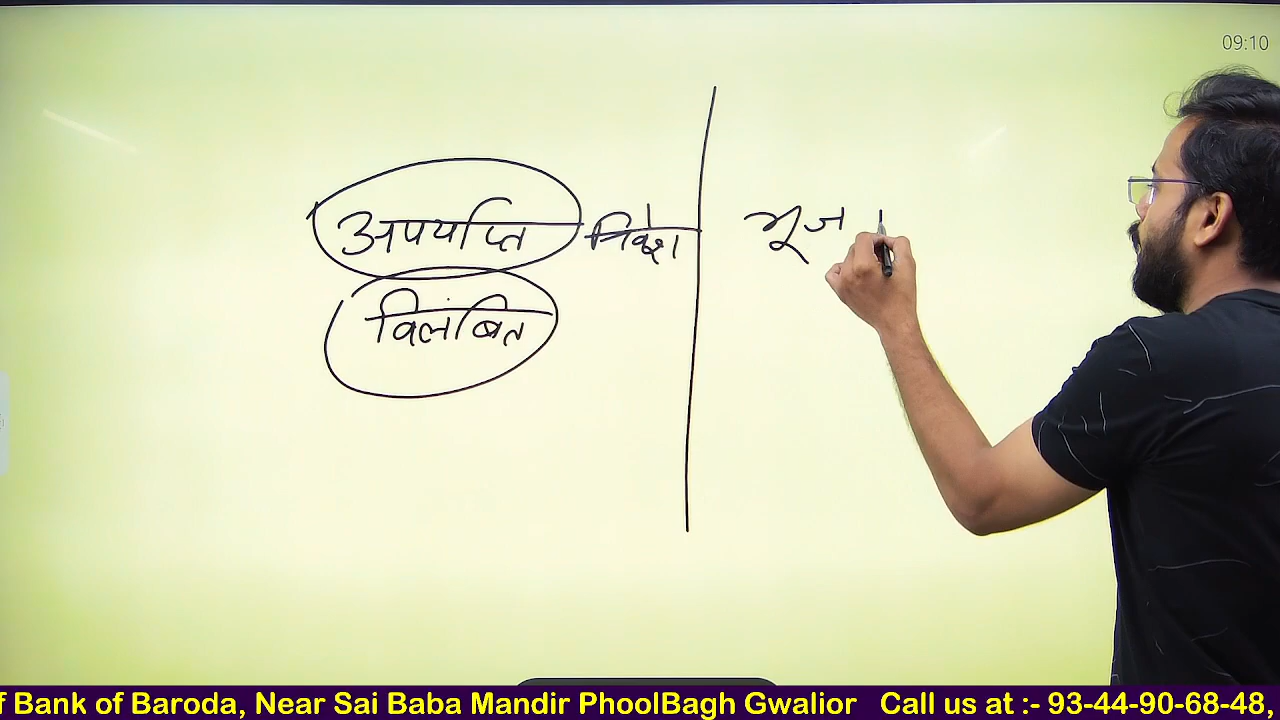 09:10
अपर्याप्त निवेश
विलंबित
भूज
f Bank of Baroda, Near Sai Baba Mandir PhoolBagh Gwalior Call us at :- 93-44-90-68-48,